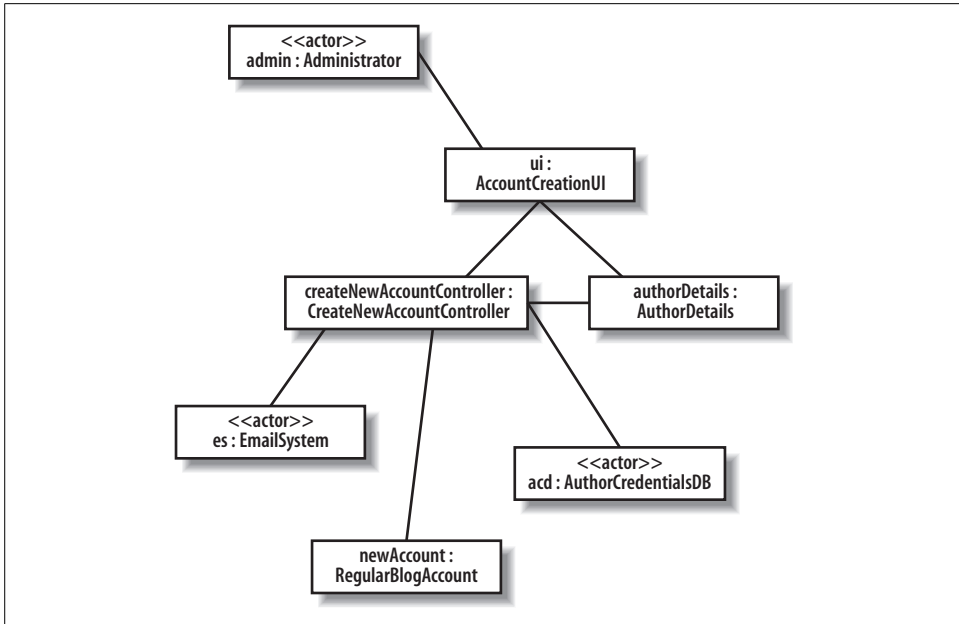 <<actor>>
admin : Administrator
ui :
AccountCreationUI
createNewAccountController :
CreateNewAccountController
authorDetails :
AuthorDetails
<<actor>>
es : EmailSystem
<<actor>>
acd : AuthorCredentialsDB
newAccount :
RegularBlogAccount